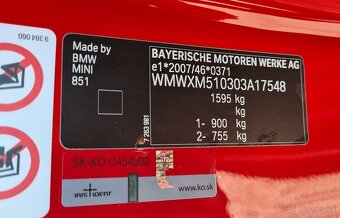 9 384 060
Made by
BMW
MINI
851
BAYERISCHE MOTOREN WERKE AG
e1*2007/46*0371
WMWXM510303A17548
1595 kg
kg
1- 900 kg
2- 755 kg
7 263 981
SK-KO C454502
IRIS IDENT
www.ko.sk